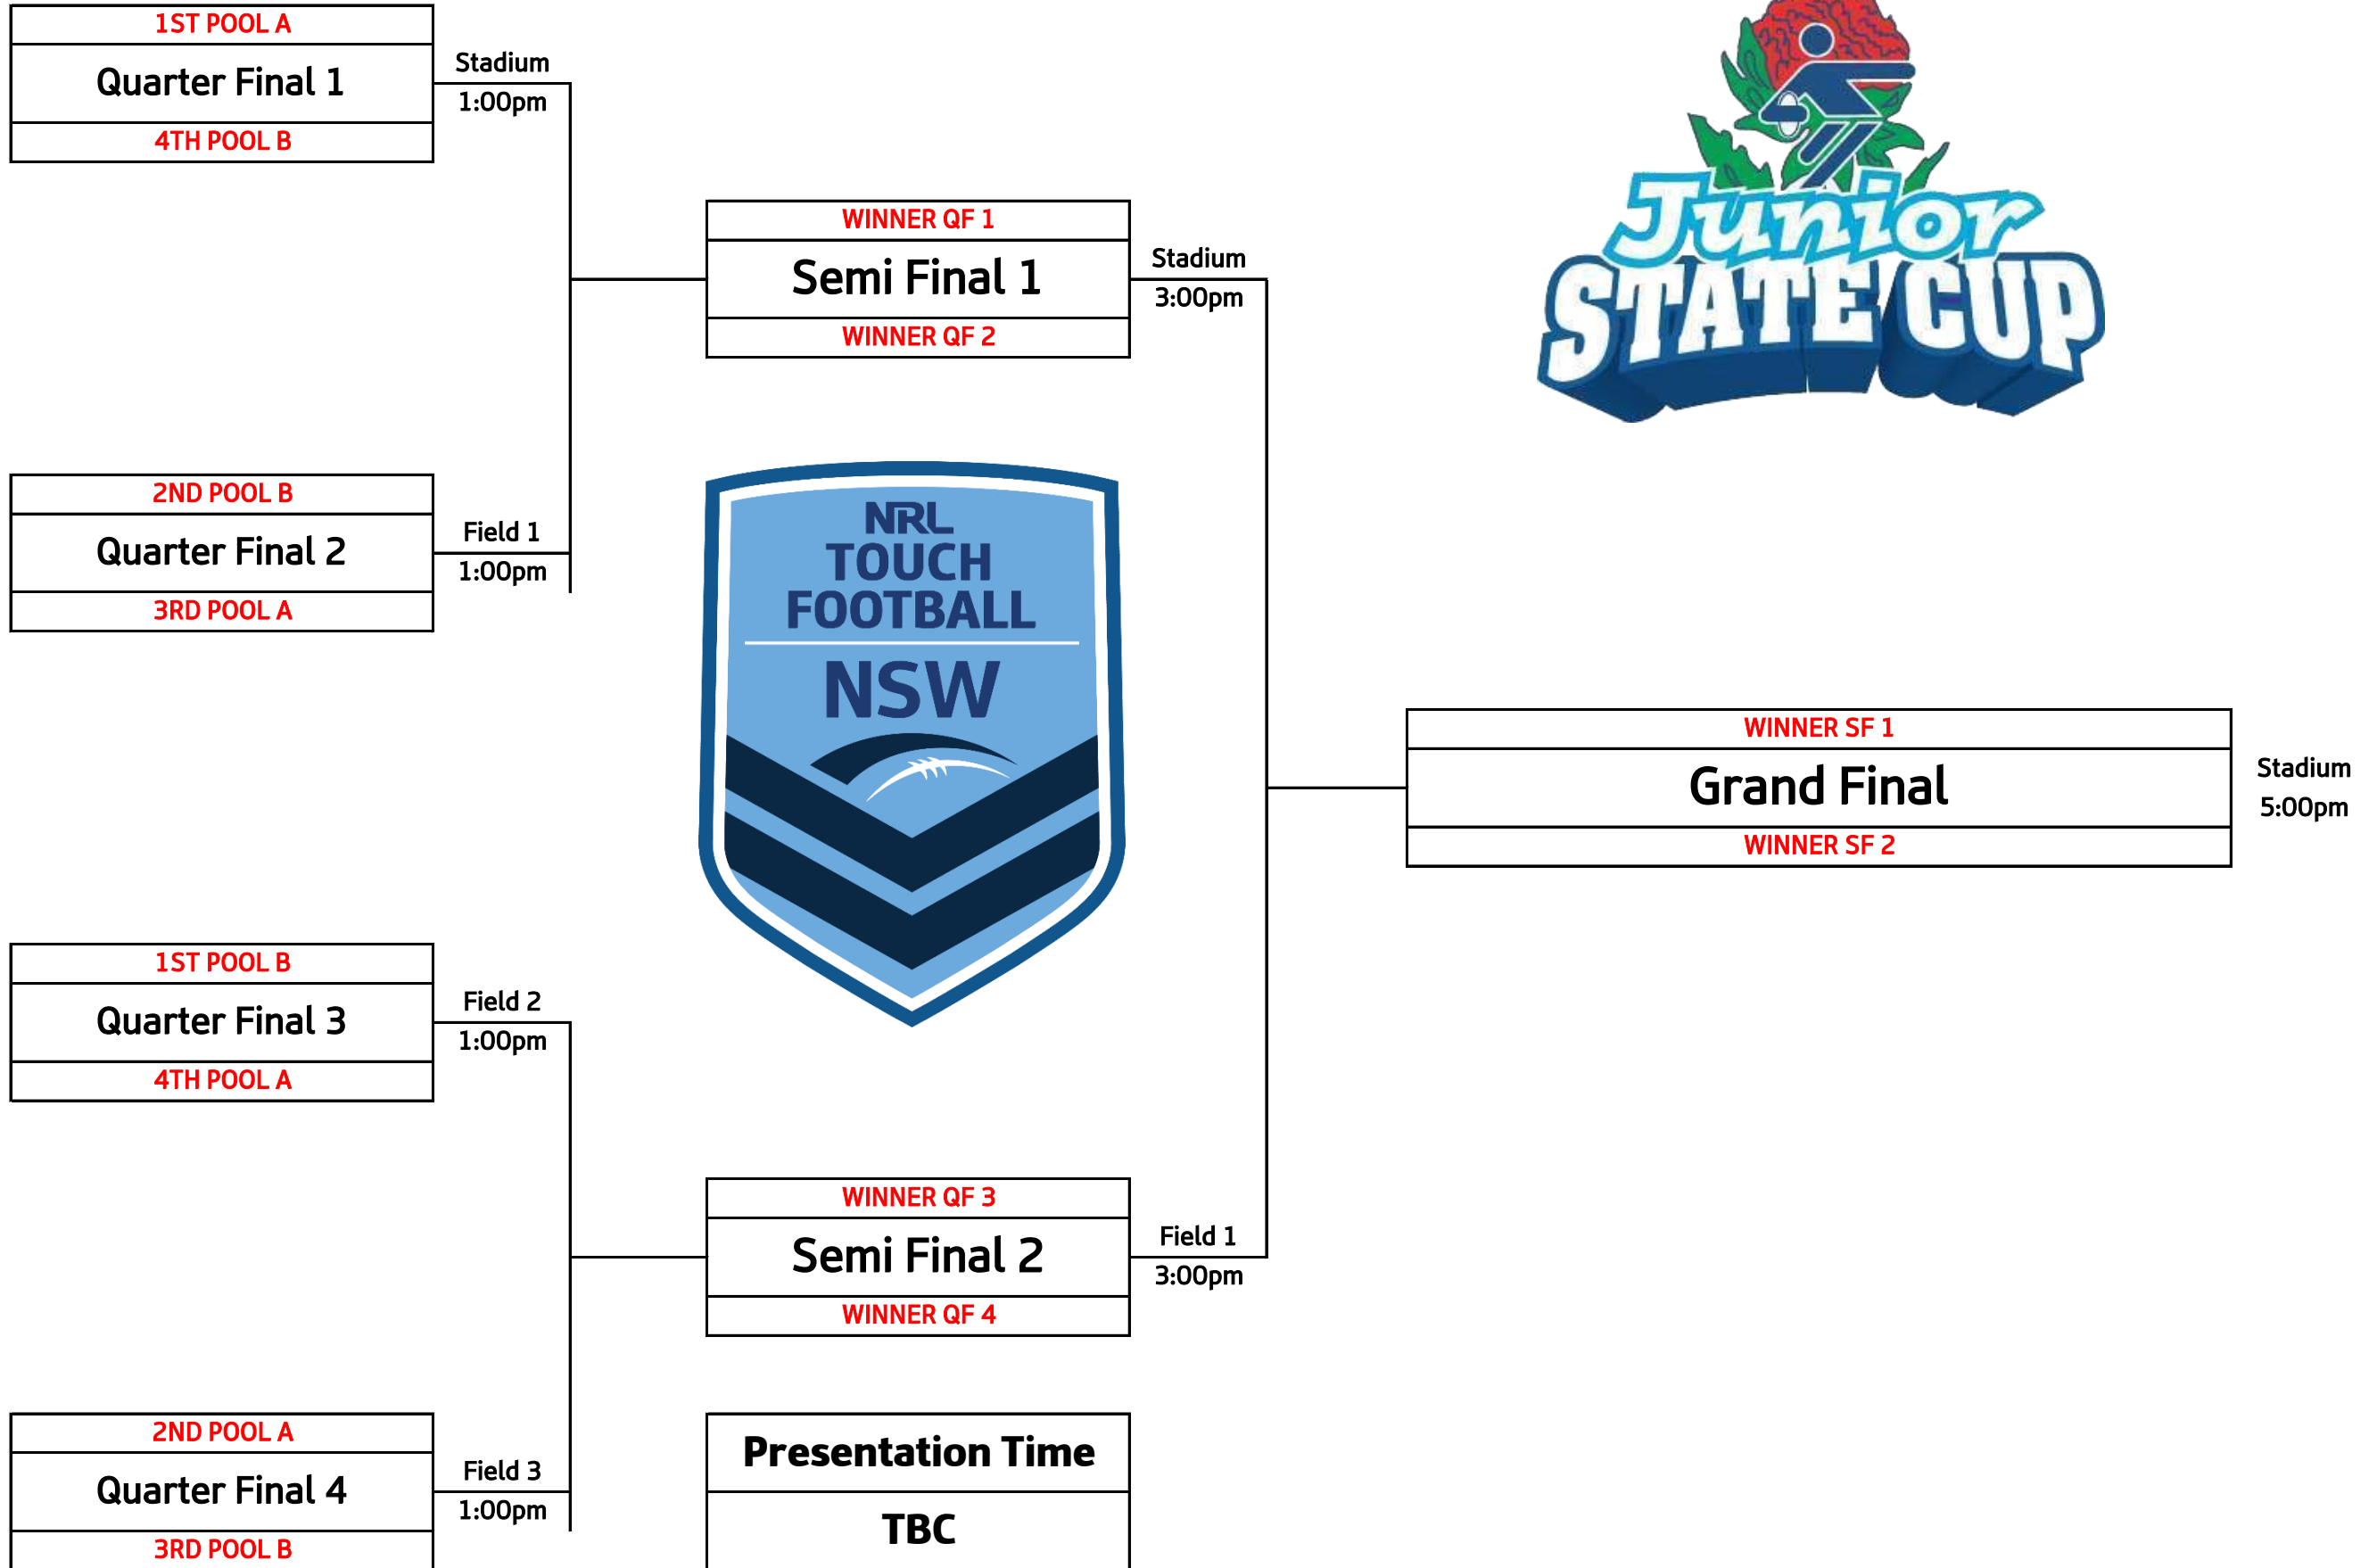 1ST POOL A
Quarter Final 1
4TH POOL B
Stadium
1:00pm
WINNER QF 1
Semi Final 1
WINNER QF 2
Stadium
3:00pm
Junior
STATE CUP
2ND POOL B
Quarter Final 2
3RD POOL A
Field 1
1:00pm
NRL
TOUCH
FOOTBALL
NSW
WINNER SF 1
Grand Final
WINNER SF 2
Stadium
5:00pm
1ST POOL B
Quarter Final 3
4TH POOL A
Field 2
1:00pm
WINNER QF 3
Semi Final 2
WINNER QF 4
Field 1
3:00pm
2ND POOL A
Quarter Final 4
3RD POOL B
Field 3
1:00pm
Presentation Time
TBC